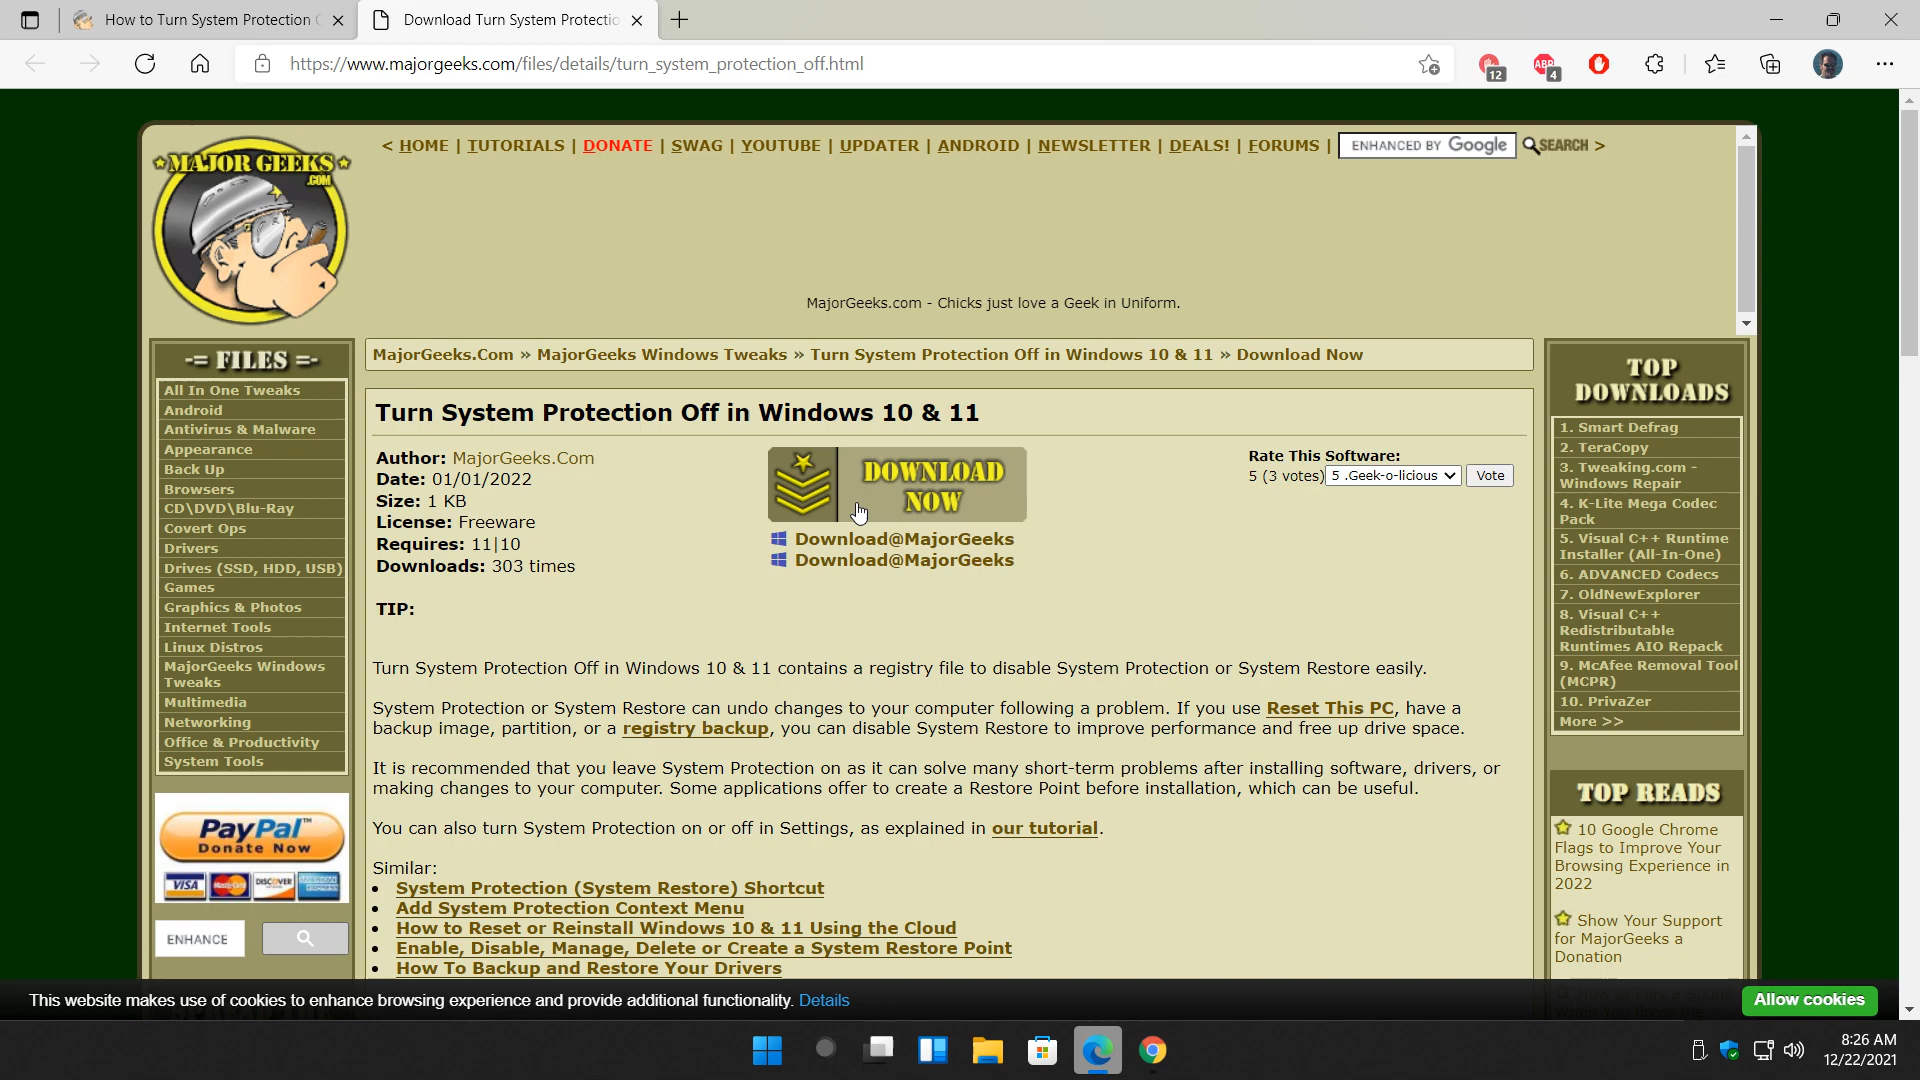 How to Turn System Protection
Download Turn System Protectio
https://www.majorgeeks.com/files/details/turn_system_protection_off.html
12
ABP
4
MAJOR GEEKS
.COM
< HOME | TUTORIALS | DONATE | SWAG | YOUTUBE | UPDATER | ANDROID | NEWSLETTER | DEALS! | FORUMS | ENHANCED BY Google SEARCH >
MajorGeeks.com - Chicks just love a Geek in Uniform.
-= FILES =-
All In One Tweaks
Android
Antivirus & Malware
Appearance
Back Up
Browsers
CD\DVD\Blu-Ray
Covert Ops
Drivers
Drives (SSD, HDD, USB)
Games
Graphics & Photos
Internet Tools
Linux Distros
MajorGeeks Windows
Tweaks
Multimedia
Networking
Office & Productivity
System Tools
PayPal™
Donate Now
VISA MasterCard DISCOVER
ENHANCE
MajorGeeks.Com » MajorGeeks Windows Tweaks » Turn System Protection Off in Windows 10 & 11 » Download Now
Turn System Protection Off in Windows 10 & 11
Author: MajorGeeks.Com
Date: 01/01/2022
Size: 1 KB
License: Freeware
Requires: 11|10
Downloads: 303 times
DOWNLOAD
NOW
Download@MajorGeeks
Download@MajorGeeks
Rate This Software:
5 (3 votes) 5 .Geek-o-licious Vote
TIP:
Turn System Protection Off in Windows 10 & 11 contains a registry file to disable System Protection or System Restore easily.
System Protection or System Restore can undo changes to your computer following a problem. If you use Reset This PC, have a
backup image, partition, or a registry backup, you can disable System Restore to improve performance and free up drive space.
It is recommended that you leave System Protection on as it can solve many short-term problems after installing software, drivers, or
making changes to your computer. Some applications offer to create a Restore Point before installation, which can be useful.
You can also turn System Protection on or off in Settings, as explained in our tutorial.
Similar:
• System Protection (System Restore) Shortcut
• Add System Protection Context Menu
• How to Reset or Reinstall Windows 10 & 11 Using the Cloud
• Enable, Disable, Manage, Delete or Create a System Restore Point
• How To Backup and Restore Your Drivers
TOP
DOWNLOADS
1. Smart Defrag
2. TeraCopy
3. Tweaking.com -
Windows Repair
4. K-Lite Mega Codec
Pack
5. Visual C++ Runtime
Installer (All-In-One)
6. ADVANCED Codecs
7. OldNewExplorer
8. Visual C++
Redistributable
Runtimes AIO Repack
9. McAfee Removal Tool
(MCPR)
10. PrivaZer
More >>
TOP READS
10 Google Chrome
Flags to Improve Your
Browsing Experience in
2022
Show Your Support
for MajorGeeks a
Donation
This website makes use of cookies to enhance browsing experience and provide additional functionality. Details
Allow cookies
8:26 AM
12/22/2021